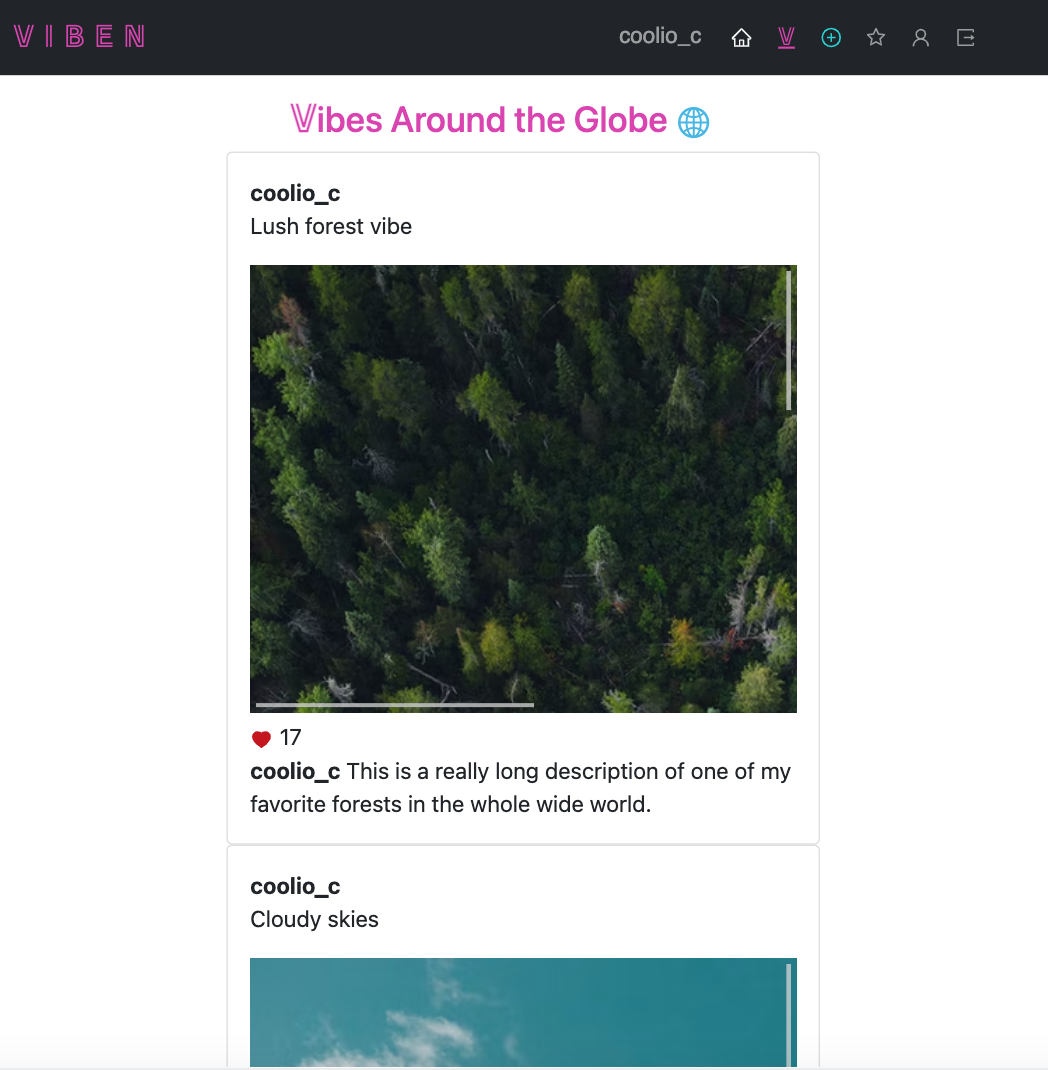 VIBEN
coolio_c
Vibes Around the Globe
coolio_c
Lush forest vibe
17
coolio_c This is a really long description of one of my
favorite forests in the whole wide world.
coolio_c
Cloudy skies